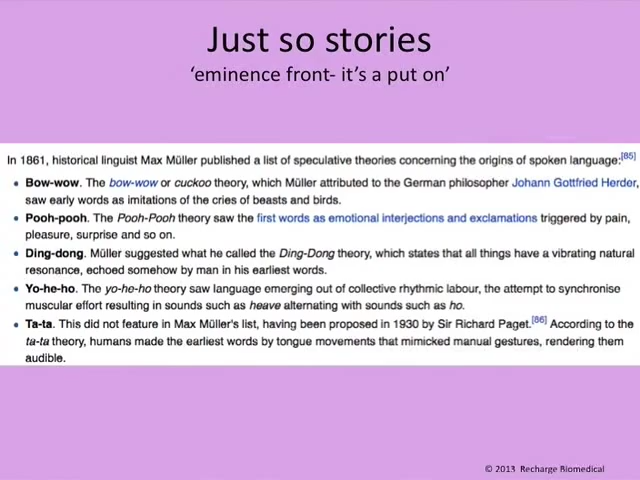 Just so stories
‘eminence front- it’s a put on’
In 1861, historical linguist Max Müller published a list of speculative theories concerning the origins of spoken language:[85]
• Bow-wow. The bow-wow or cuckoo theory, which Müller attributed to the German philosopher Johann Gottfried Herder,
saw early words as imitations of the cries of beasts and birds.
• Pooh-pooh. The Pooh-Pooh theory saw the first words as emotional interjections and exclamations triggered by pain,
pleasure, surprise and so on.
• Ding-dong. Müller suggested what he called the Ding-Dong theory, which states that all things have a vibrating natural
resonance, echoed somehow by man in his earliest words.
• Yo-he-ho. The yo-he-ho theory saw language emerging out of collective rhythmic labour, the attempt to synchronise
muscular effort resulting in sounds such as heave alternating with sounds such as ho.
• Ta-ta. This did not feature in Max Müller's list, having been proposed in 1930 by Sir Richard Paget.[86] According to the
ta-ta theory, humans made the earliest words by tongue movements that mimicked manual gestures, rendering them
audible.
© 2013 Recharge Biomedical